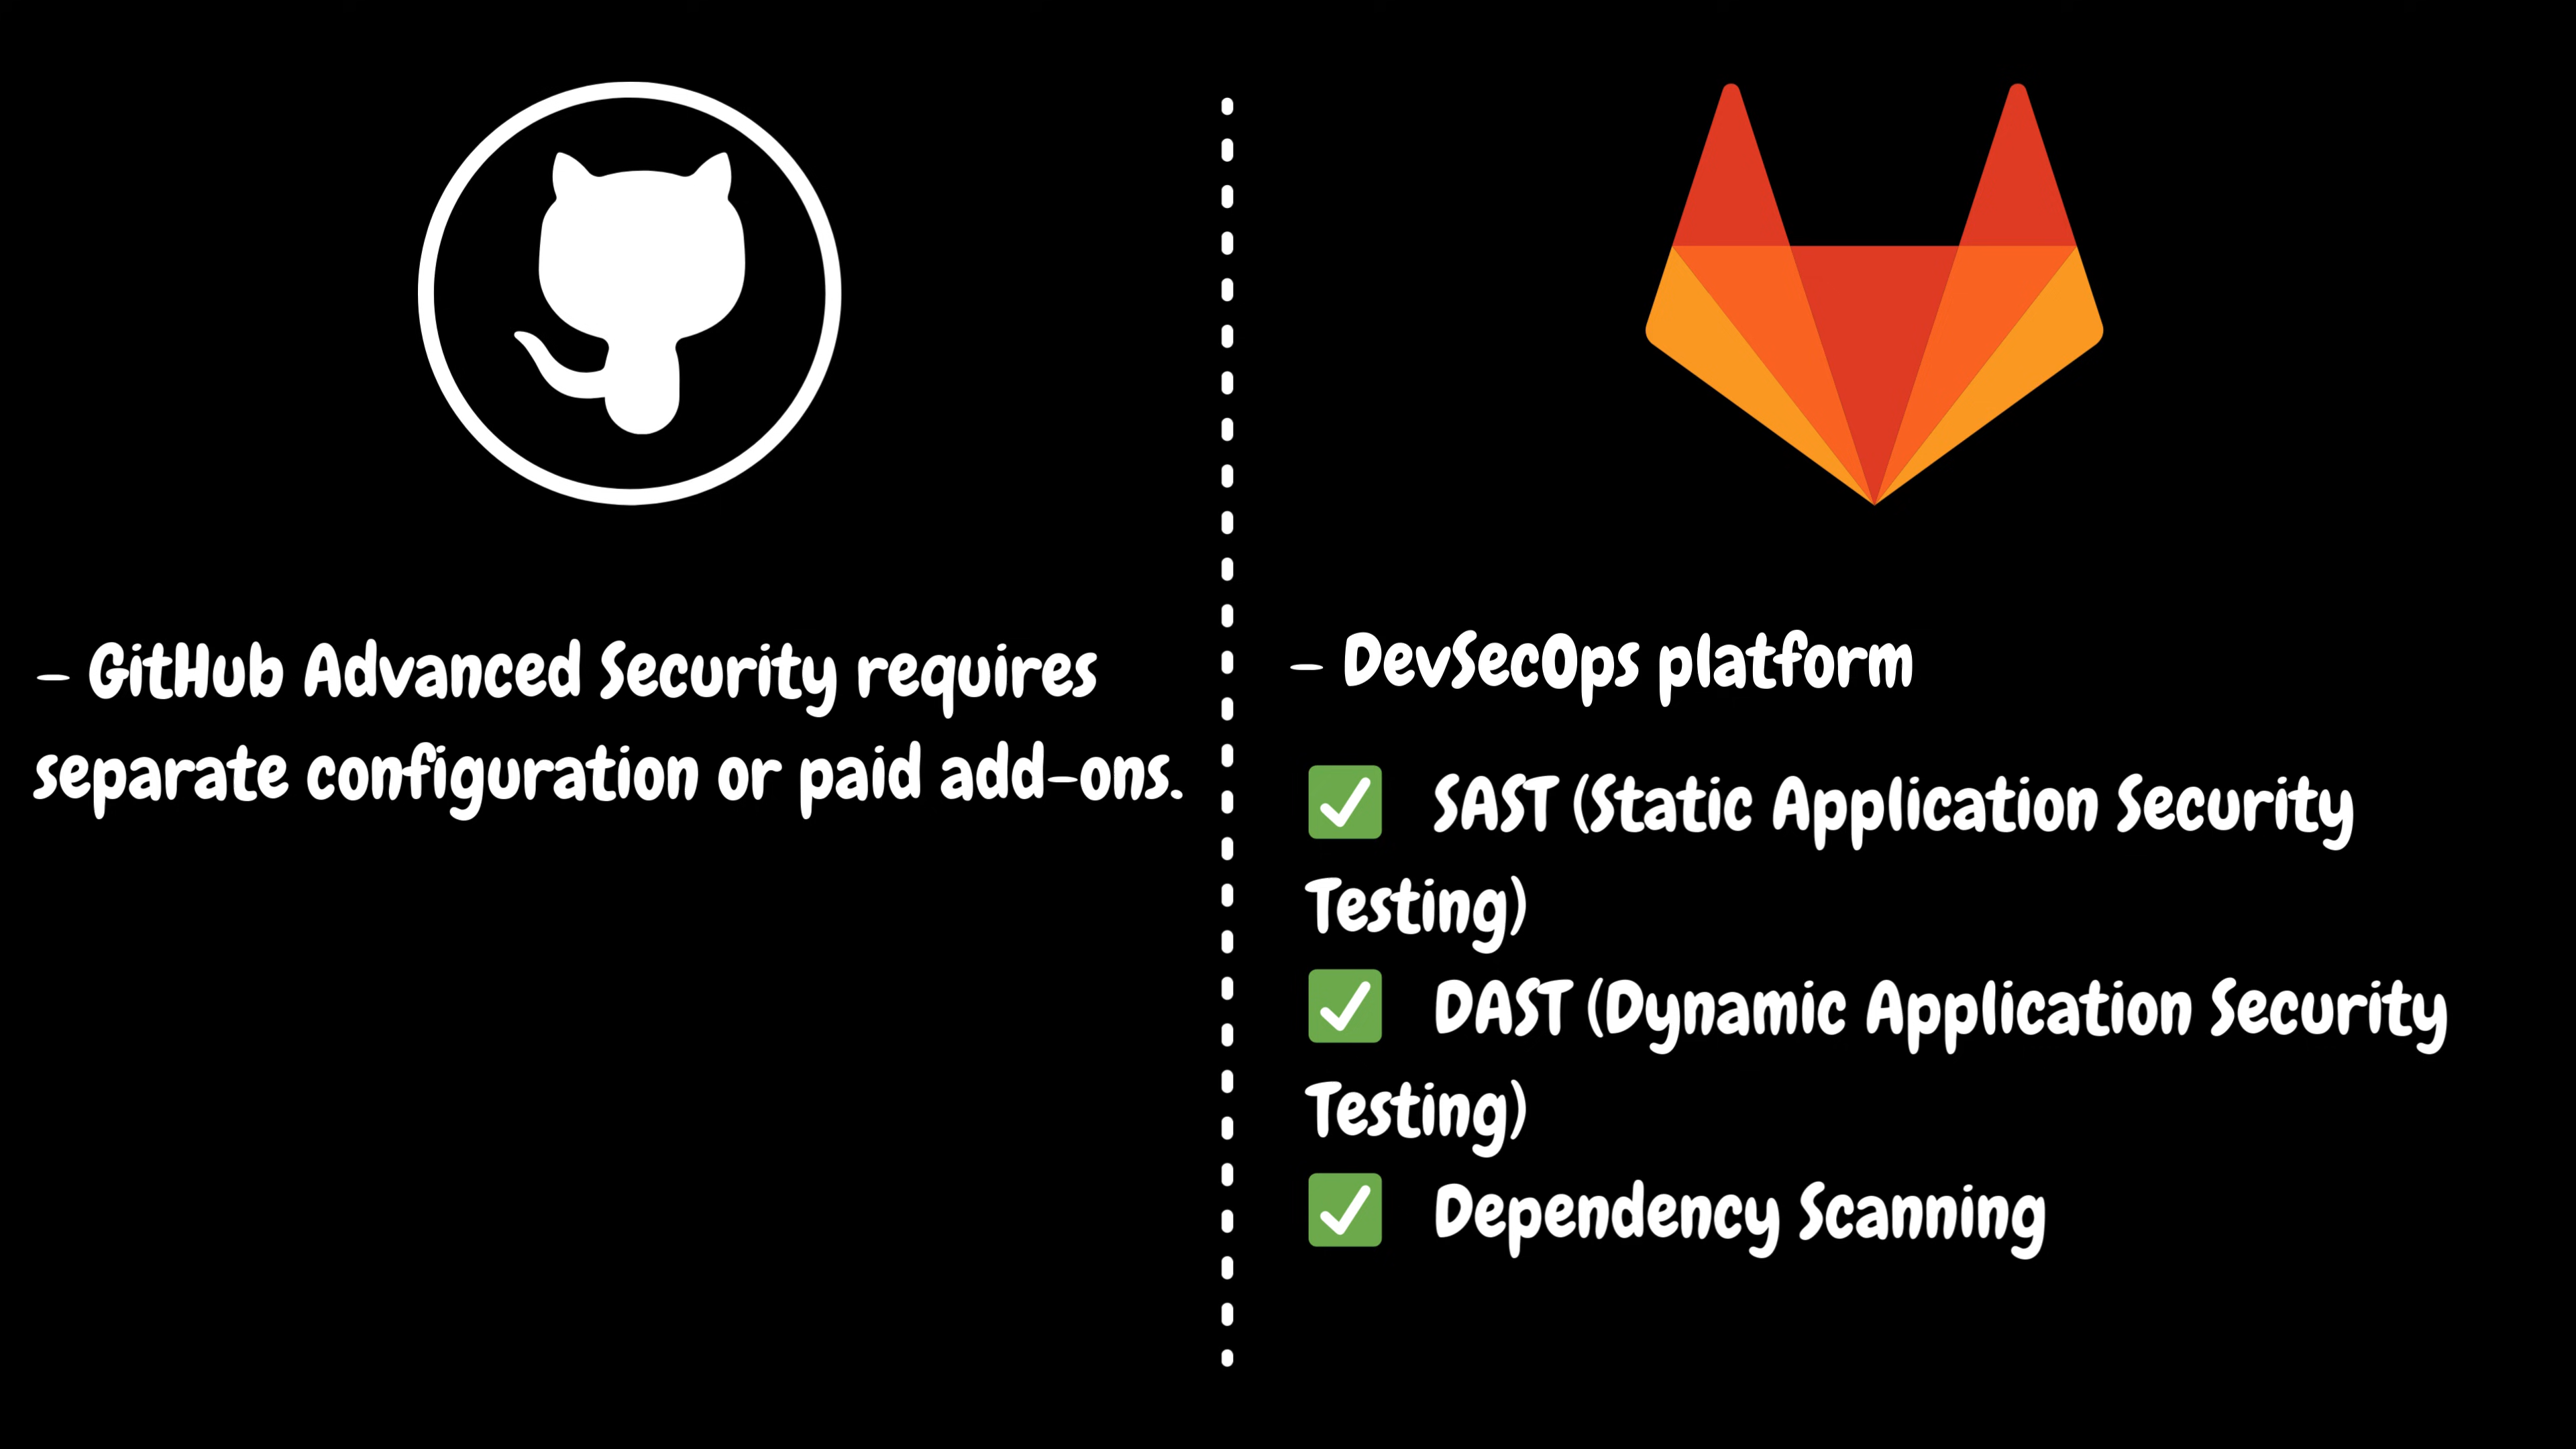 - GitHub Advanced Security requires
separate configuration or paid add-ons.
- DevSecOps platform
✅ SAST (Static Application Security
Testing)
✅ DAST (Dynamic Application Security
Testing)
✅ Dependency Scanning